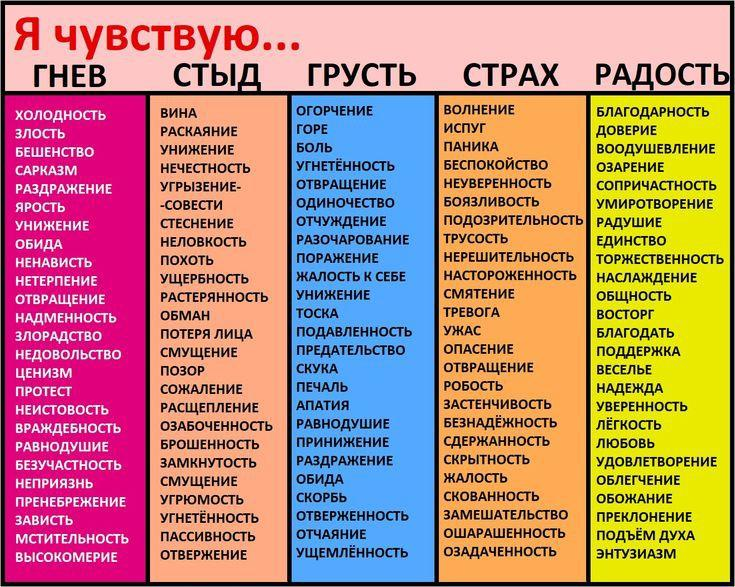 Я чувствую...
ГНЕВ
ХОЛОДНОСТЬ
ЗЛОСТЬ
БЕШЕНСТВО
САРКАЗМ
РАЗДРАЖЕНИЕ
ЯРОСТЬ
УНИЖЕНИЕ
ОБИДА
НЕНАВИСТЬ
НЕТЕРПЕНИЕ
ОТВРАЩЕНИЕ
НАДМЕННОСТЬ
ЗЛОРАДСТВО
НЕДОВОЛЬСТВО
ЦЕНИЗМ
ПРОТЕСТ
НЕИСТОВОСТЬ
ВРАЖДЕБНОСТЬ
РАВНОДУШИЕ
БЕЗУЧАСТНОСТЬ
НЕПРИЯЗНЬ
ПРЕНЕБРЕЖЕНИЕ
ЗАВИСТЬ
МСТИТЕЛЬНОСТЬ
ВЫСОКОМЕРИЕ
СТЫД
ВИНА
РАСКАЯНИЕ
УНИЖЕНИЕ
НЕЧЕСТНОСТЬ
УГРЫЗЕНИЕ-
-СОВЕСТИ
СТЕСНЕНИЕ
НЕЛОВКОСТЬ
ПОХОТЬ
УЩЕРБНОСТЬ
РАСТЕРЯННОСТЬ
ОБМАН
ПОТЕРЯ ЛИЦА
СМУЩЕНИЕ
ПОЗОР
СОЖАЛЕНИЕ
РАСЩЕПЛЕНИЕ
ОЗАБОЧЕННОСТЬ
БРОШЕННОСТЬ
ЗАМКНУТОСТЬ
СМУЩЕНИЕ
УГРЮМОСТЬ
УГНЕТЁННОСТЬ
ПАССИВНОСТЬ
ОТВЕРЖЕНИЕ
ГРУСТЬ
ОГОРЧЕНИЕ
ГОРЕ
БОЛЬ
УГНЕТЁННОСТЬ
ОТВРАЩЕНИЕ
ОДИНОЧЕСТВО
ОТЧУЖДЕНИЕ
РАЗОЧАРОВАНИЕ
ПОРАЖЕНИЕ
ЖАЛОСТЬ К СЕБЕ
УНИЖЕНИЕ
ТОСКА
ПОДАВЛЕННОСТЬ
ПРЕДАТЕЛЬСТВО
СКУКА
ПЕЧАЛЬ
АПАТИЯ
РАВНОДУШИЕ
ПРИНИЖЕНИЕ
РАЗДРАЖЕНИЕ
ОБИДА
СКОРБЬ
ОТВЕРЖЕННОСТЬ
ОТЧАЯНИЕ
УЩЕМЛЁННОСТЬ
СТРАХ
ВОЛНЕНИЕ
ИСПУГ
ПАНИКА
БЕСПОКОЙСТВО
НЕУВЕРЕННОСТЬ
БОЯЗЛИВОСТЬ
ПОДОЗРИТЕЛЬНОСТЬ
ТРУСОСТЬ
НЕРЕШИТЕЛЬНОСТЬ
НАСТОРОЖЕННОСТЬ
СМЯТЕНИЕ
ТРЕВОГА
УЖАС
ОПАСЕНИЕ
ОТВРАЩЕНИЕ
РОБОСТЬ
ЗАСТЕНЧИВОСТЬ
БЕЗНАДЁЖНОСТЬ
СДЕРЖАННОСТЬ
СКРЫТНОСТЬ
ЖАЛОСТЬ
СКОВАННОСТЬ
ЗАМЕШАТЕЛЬСТВО
ОШАРАШЕННОСТЬ
ОЗАДАЧЕННОСТЬ
РАДОСТЬ
БЛАГОДАРНОСТЬ
ДОВЕРИЕ
ВООДУШЕВЛЕНИЕ
ОЗАРЕНИЕ
СОПРИЧАСТНОСТЬ
УМИРОТВОРЕНИЕ
РАДУШИЕ
ЕДИНСТВО
ТОРЖЕСТВЕННОСТЬ
НАСЛАЖДЕНИЕ
ОБЩНОСТЬ
ВОСТОРГ
БЛАГОДАТЬ
ПОДДЕРЖКА
ВЕСЕЛЬЕ
НАДЕЖДА
УВЕРЕННОСТЬ
ЛЁГКОСТЬ
ЛЮБОВЬ
УДОВЛЕТВОРЕНИЕ
ОБЛЕГЧЕНИЕ
ОБОЖАНИЕ
ПРЕКЛОНЕНИЕ
ПОДЪЁМ ДУХА
ЭНТУЗИАЗМ